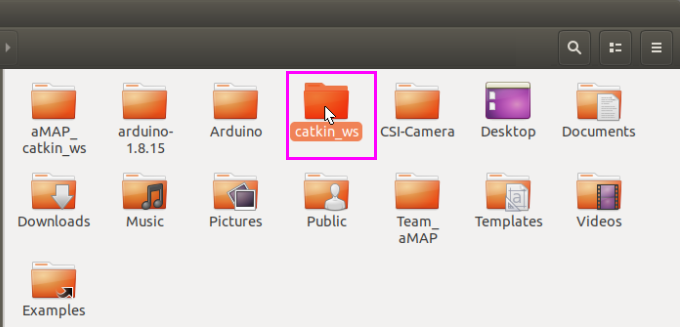 aMAP_
catkin_ws
arduino-
1.8.15
Arduino
catkin_ws
CSI-Camera
Desktop
Documents
Downloads
Music
Pictures
Public
Team_
aMAP
Templates
Videos
Examples